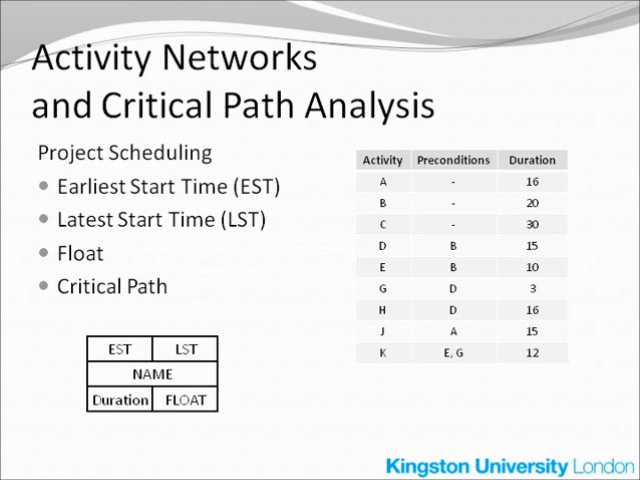 Activity Networks
and Critical Path Analysis
Project Scheduling
Earliest Start Time (EST)
Latest Start Time (LST)
Float
Critical Path
EST LST
NAME
Duration FLOAT
Activity Preconditions Duration
A - 16
B - 20
C - 30
D B 15
E B 10
G D 3
H D 16
J A 15
K E, G 12
Kingston University London